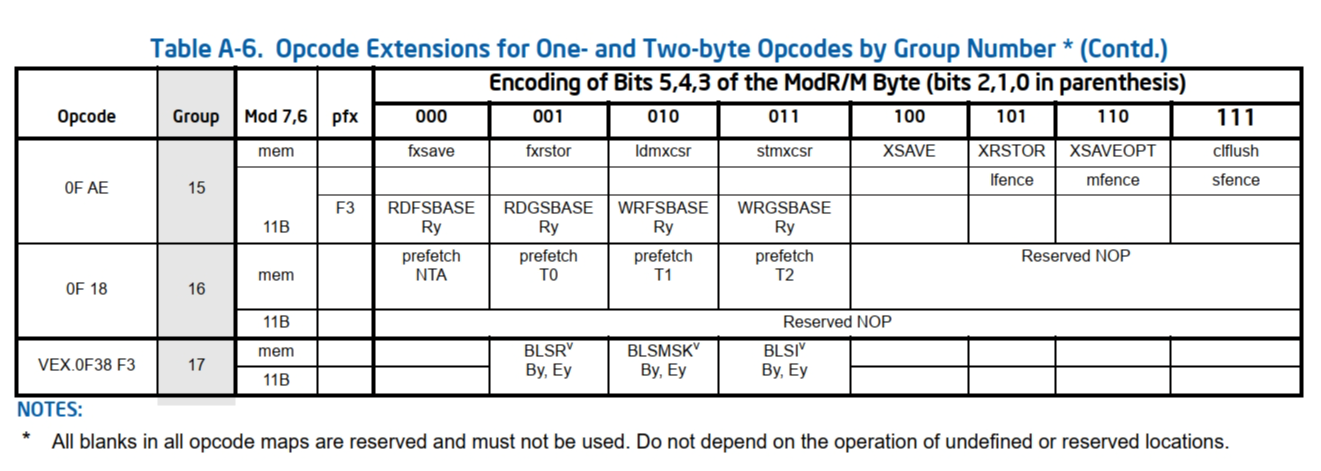 Table A-6. Opcode Extensions for One- and Two-byte Opcodes by Group Number * (Contd.)
Encoding of Bits 5,4,3 of the ModR/M Byte (bits 2,1,0 in parenthesis)
Opcode Group Mod 7,6 pfx 000 001 010 011 100 101 110 111
0F AE 15 mem fxsave fxrstor ldmxcsr stmxcsr XSAVE XRSTOR XSAVEOPT clflush
lfence mfence sfence
11B F3 RDFSBASE RDGSBASE WRFSBASE WRGSBASE
Ry Ry Ry Ry
0F 18 16 mem prefetch prefetch prefetch prefetch Reserved NOP
NTA T0 T1 T2
11B Reserved NOP
VEX.0F38 F3 17 mem BLSRᵛ BLSMSKᵛ BLSIᵛ
By, Ey By, Ey By, Ey
11B
NOTES:
* All blanks in all opcode maps are reserved and must not be used. Do not depend on the operation of undefined or reserved locations.